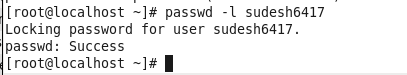 [root@localhost ~]# passwd -l sudesh6417
Locking password for user sudesh6417.
passwd: Success
[root@localhost ~]#